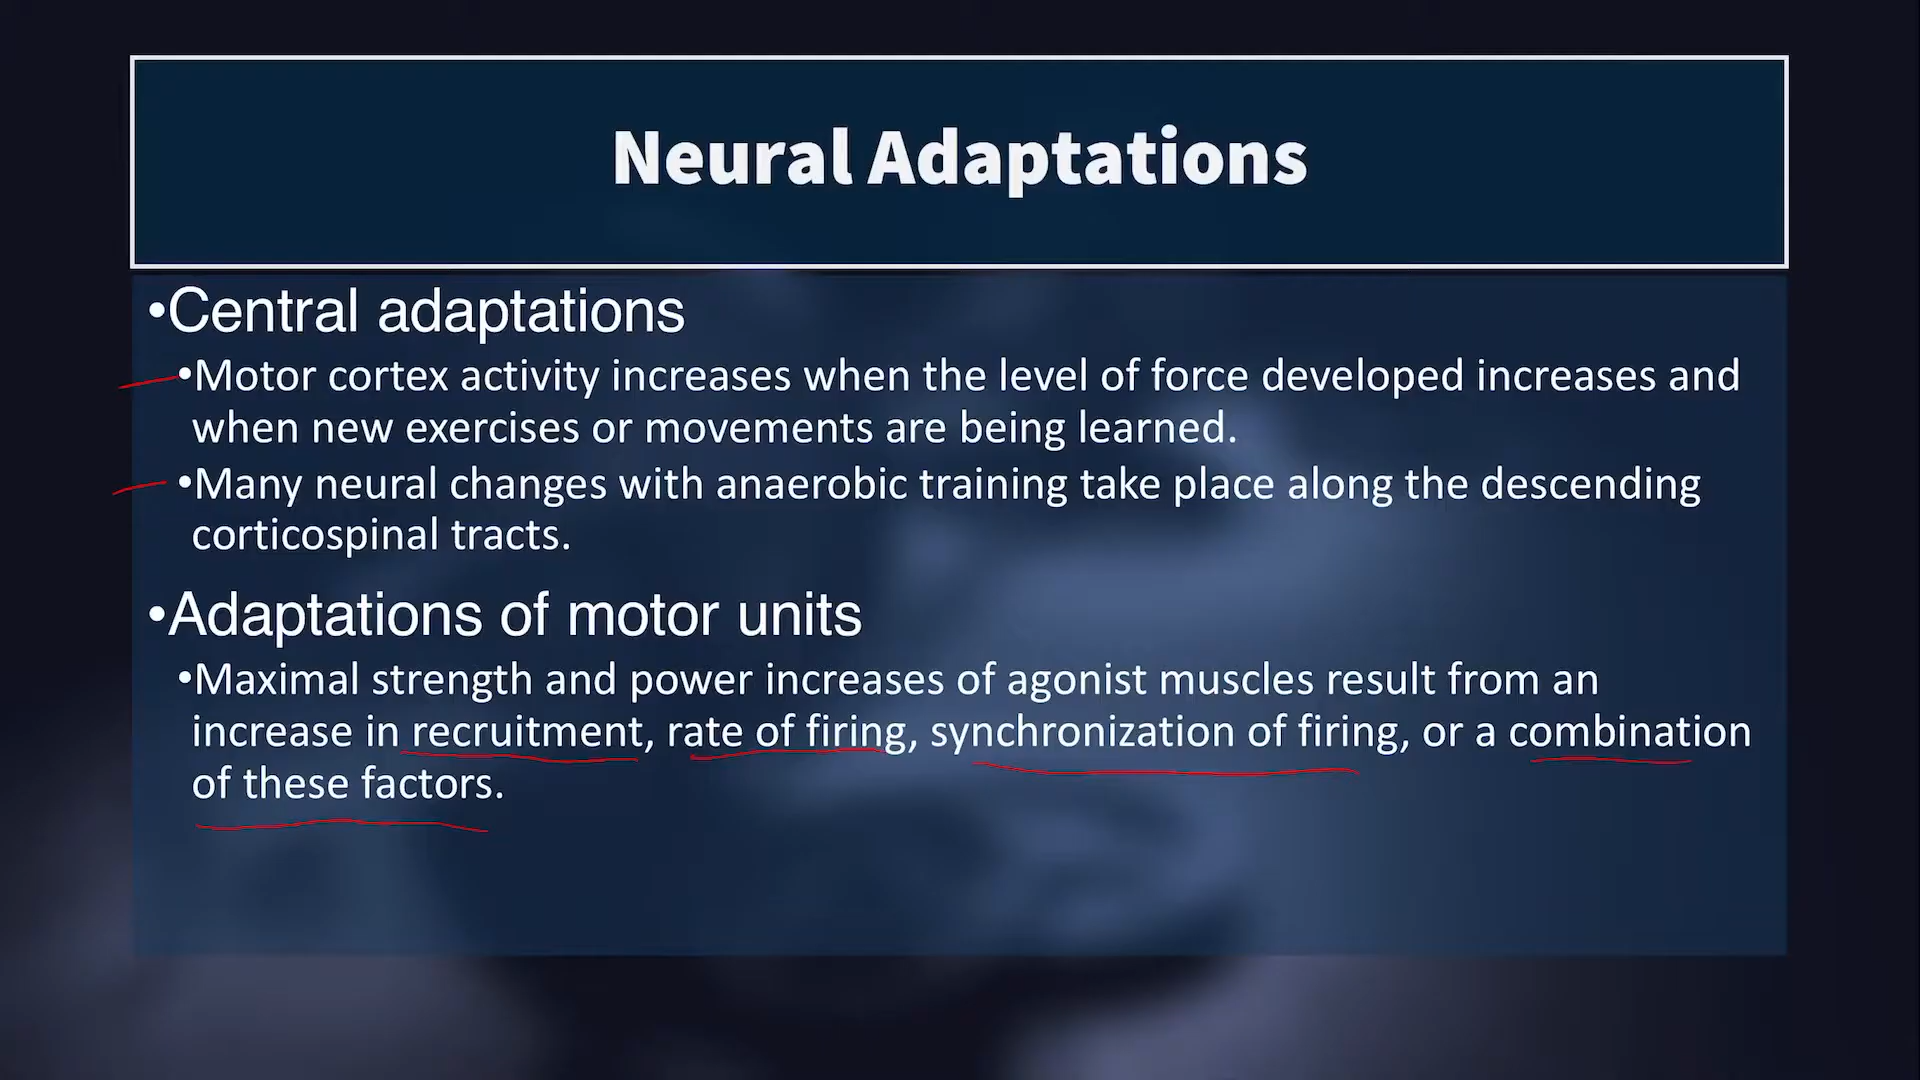 Neural Adaptations
•Central adaptations
•Motor cortex activity increases when the level of force developed increases and
when new exercises or movements are being learned.
•Many neural changes with anaerobic training take place along the descending
corticospinal tracts.
•Adaptations of motor units
•Maximal strength and power increases of agonist muscles result from an
increase in recruitment, rate of firing, synchronization of firing, or a combination
of these factors.